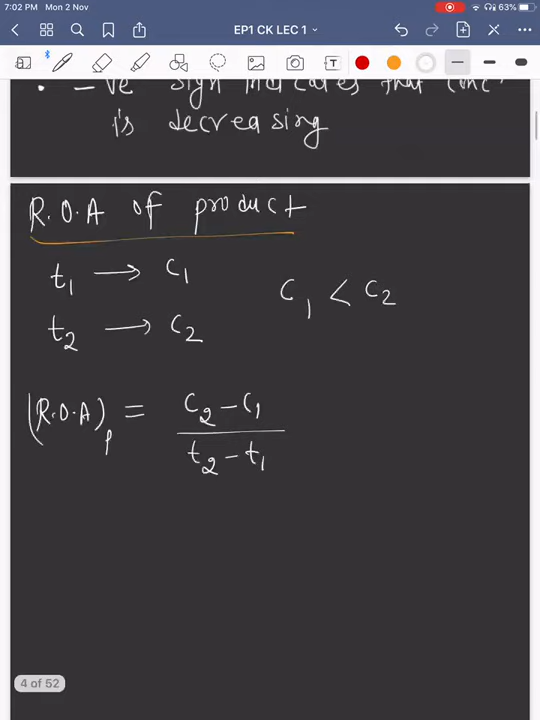 7:02 PM Mon 2 Nov 63%
EP1 CK LEC 1
• -ve sign indicates that conc
is decreasing
R.O.A of product
t1 → C1
C1 < C2
t2 → C2
(R.O.A)p = C2 - C1
t2 - t1
4 of 52